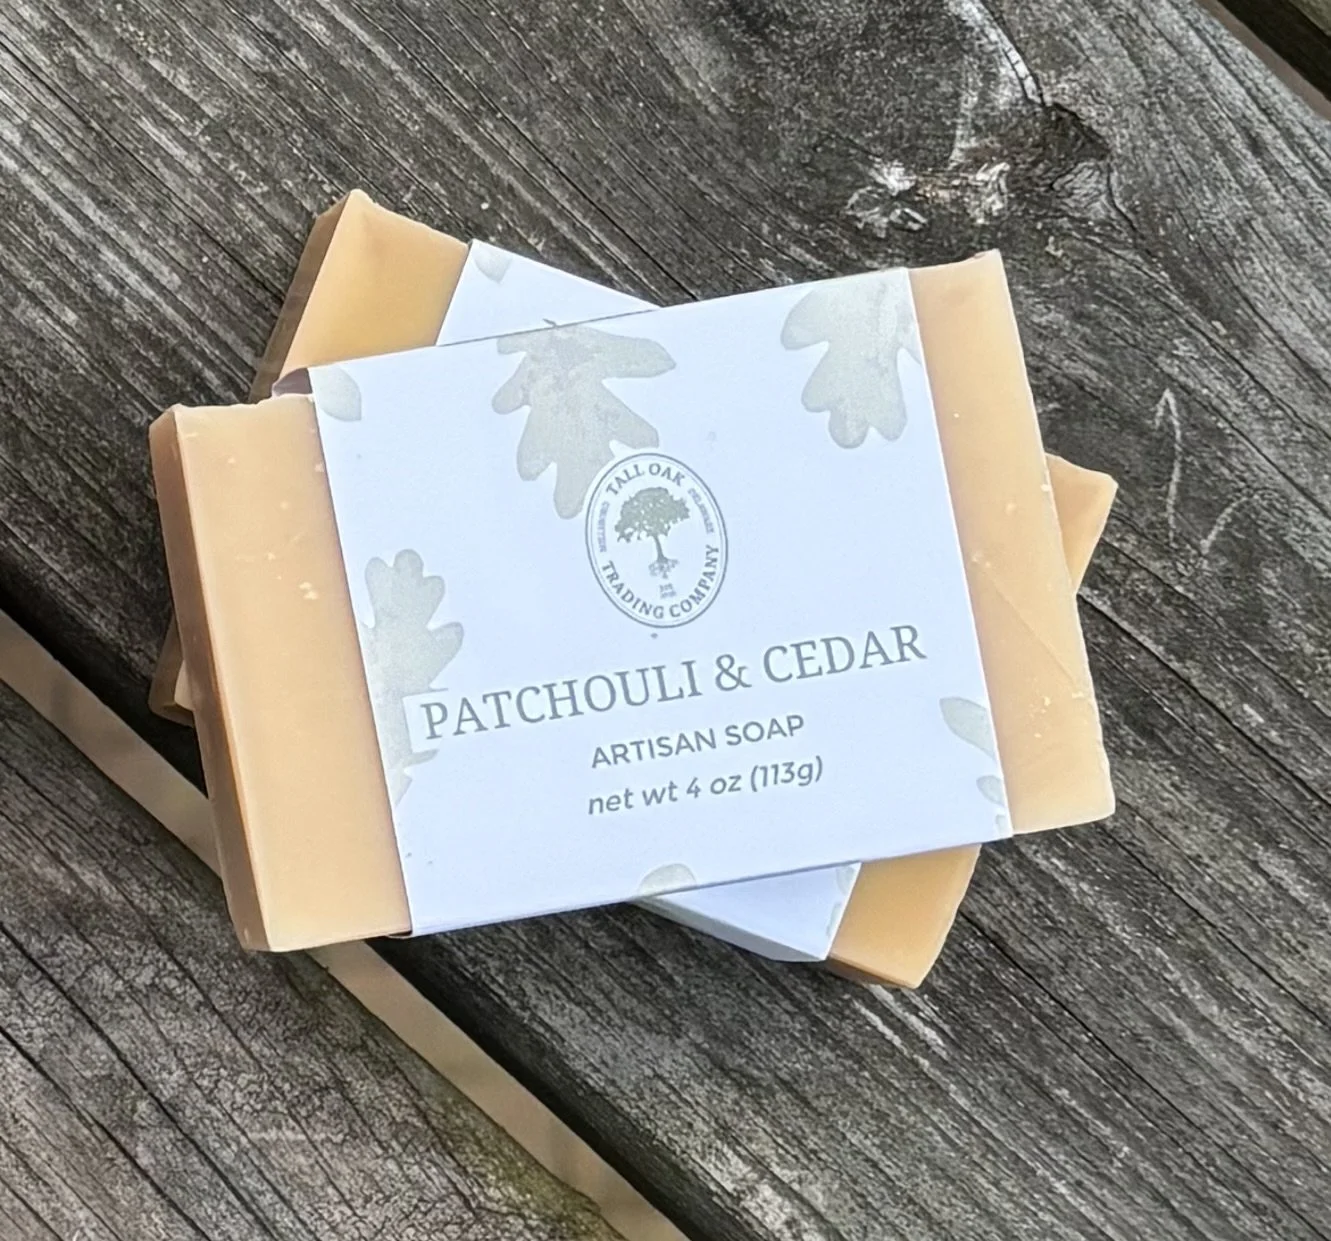 TALL OAK
TRADING COMPANY
PATCHOULI & CEDAR
ARTISAN SOAP
net wt 4 oz (113g)